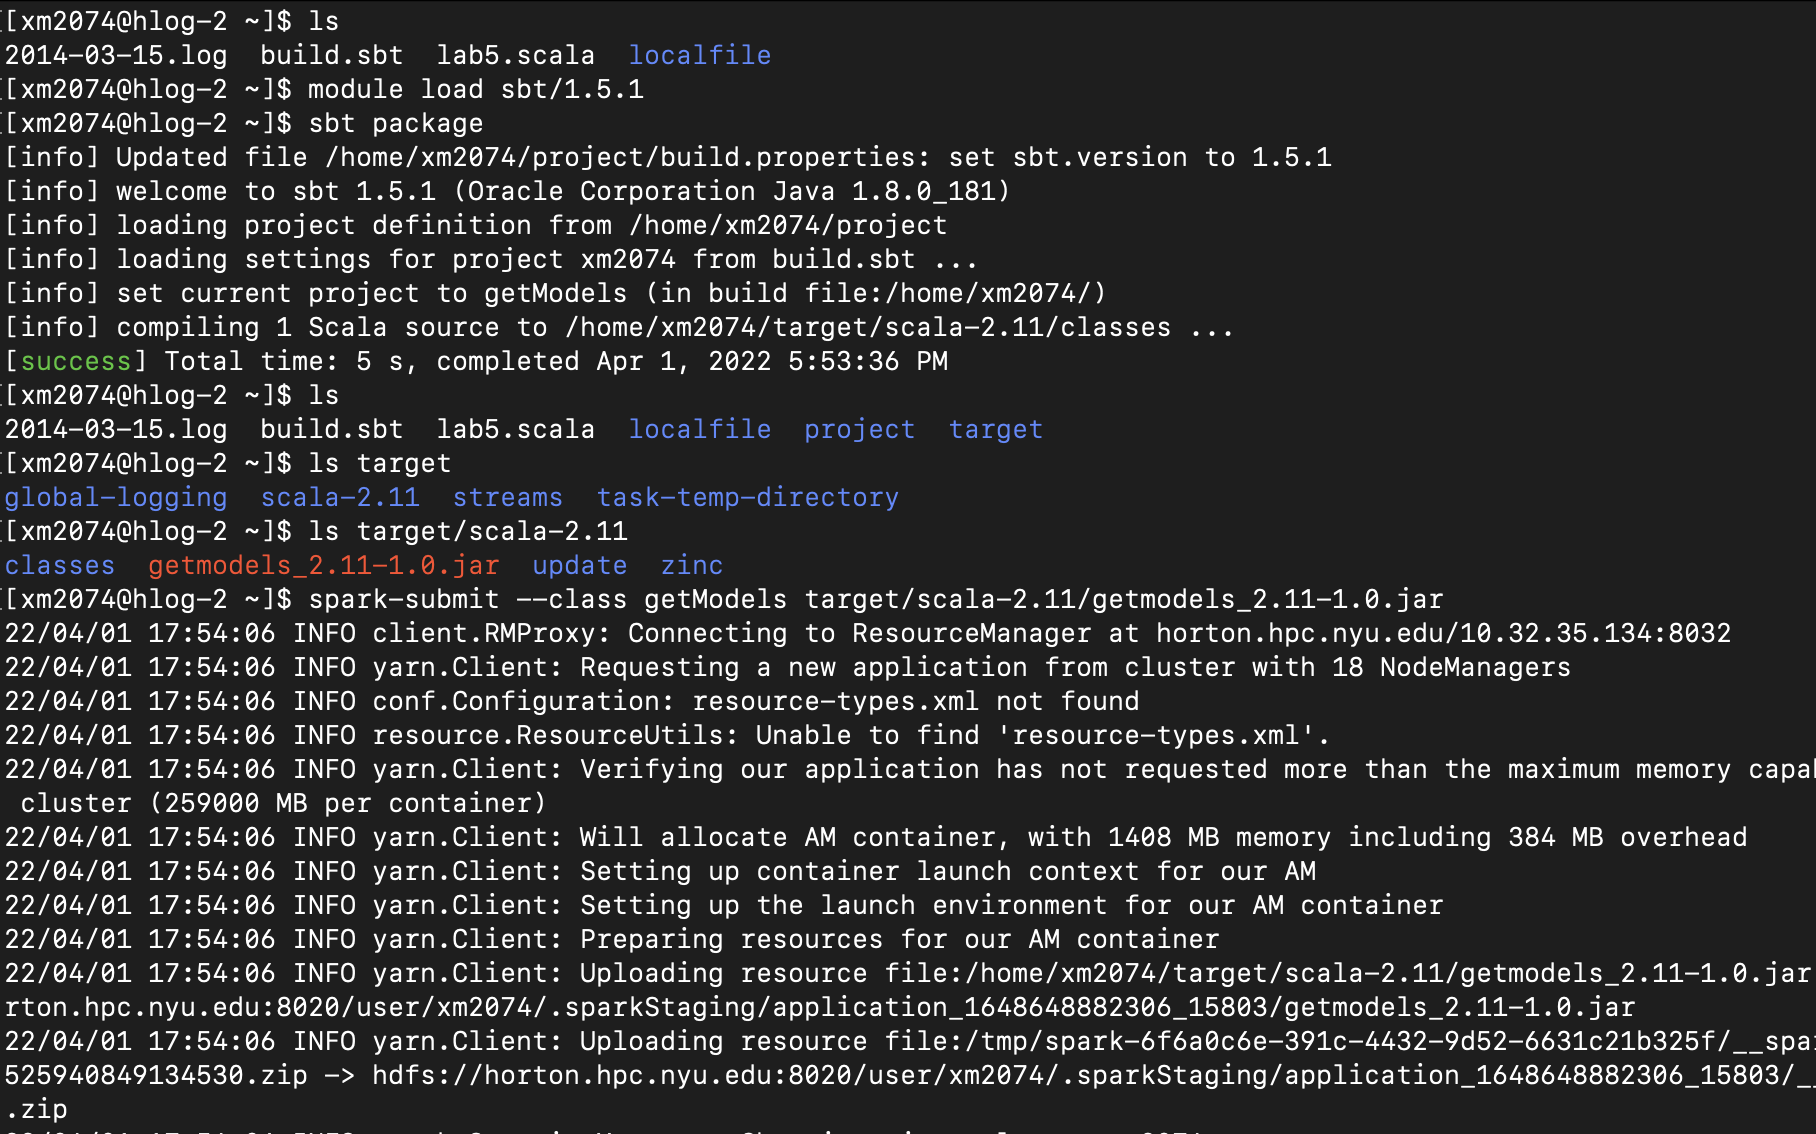 [[xm2074@hlog-2 ~]$ ls
2014-03-15.log  build.sbt  lab5.scala  localfile
[[xm2074@hlog-2 ~]$ module load sbt/1.5.1
[[xm2074@hlog-2 ~]$ sbt package
[info] Updated file /home/xm2074/project/build.properties: set sbt.version to 1.5.1
[info] welcome to sbt 1.5.1 (Oracle Corporation Java 1.8.0_181)
[info] loading project definition from /home/xm2074/project
[info] loading settings for project xm2074 from build.sbt ...
[info] set current project to getModels (in build file:/home/xm2074/)
[info] compiling 1 Scala source to /home/xm2074/target/scala-2.11/classes ...
[success] Total time: 5 s, completed Apr 1, 2022 5:53:36 PM
[[xm2074@hlog-2 ~]$ ls
2014-03-15.log  build.sbt  lab5.scala  localfile  project  target
[[xm2074@hlog-2 ~]$ ls target
global-logging  scala-2.11  streams  task-temp-directory
[[xm2074@hlog-2 ~]$ ls target/scala-2.11
classes  getmodels_2.11-1.0.jar  update  zinc
[[xm2074@hlog-2 ~]$ spark-submit --class getModels target/scala-2.11/getmodels_2.11-1.0.jar
22/04/01 17:54:06 INFO client.RMProxy: Connecting to ResourceManager at horton.hpc.nyu.edu/10.32.35.134:8032
22/04/01 17:54:06 INFO yarn.Client: Requesting a new application from cluster with 18 NodeManagers
22/04/01 17:54:06 INFO conf.Configuration: resource-types.xml not found
22/04/01 17:54:06 INFO resource.ResourceUtils: Unable to find 'resource-types.xml'.
22/04/01 17:54:06 INFO yarn.Client: Verifying our application has not requested more than the maximum memory
cluster (259000 MB per container)
22/04/01 17:54:06 INFO yarn.Client: Will allocate AM container, with 1408 MB memory including 384 MB overhead
22/04/01 17:54:06 INFO yarn.Client: Setting up container launch context for our AM
22/04/01 17:54:06 INFO yarn.Client: Setting up the launch environment for our AM container
22/04/01 17:54:06 INFO yarn.Client: Preparing resources for our AM container
22/04/01 17:54:06 INFO yarn.Client: Uploading resource file:/home/xm2074/target/scala-2.11/getmodels_2.11-1.0.jar
rton.hpc.nyu.edu:8020/user/xm2074/.sparkStaging/application_1648648882306_15803/getmodels_2.11-1.0.jar
22/04/01 17:54:06 INFO yarn.Client: Uploading resource file:/tmp/spark-6f6a0c6e-391c-4432-9d52-6631c21b325f/__spa
525940849134530.zip -> hdfs://horton.hpc.nyu.edu:8020/user/xm2074/.sparkStaging/application_1648648882306_15803/__
.zip